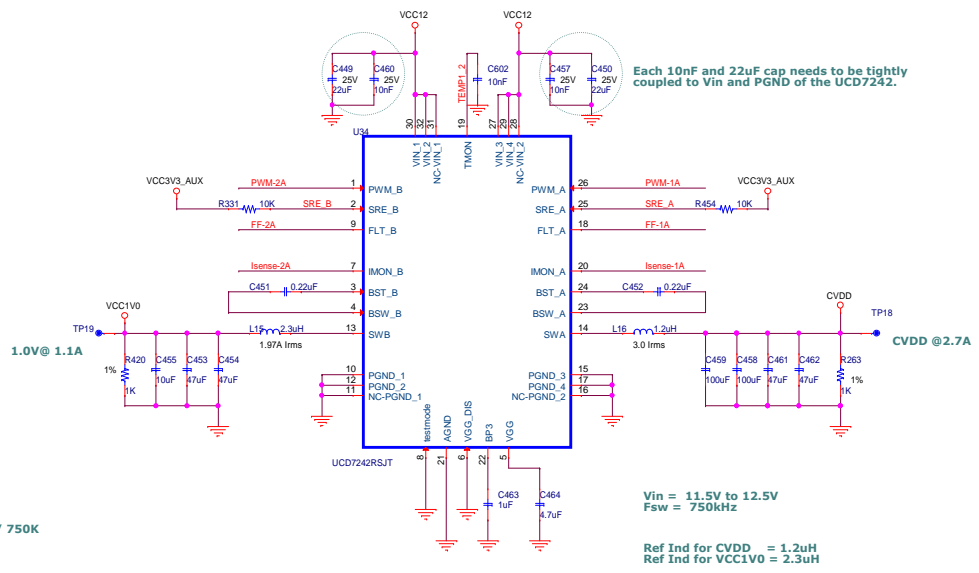 VCC12
VCC12
C449
25V
22uF
C460
25V
10nF
TEMP1_2
C602
10nF
C457
25V
10nF
C450
25V
22uF
Each 10nF and 22uF cap needs to be tightly
coupled to Vin and PGND of the UCD7242.
U34
30
32
31
19
27
29
28
VIN_1
VIN_2
NC-VIN_1
TMON
VIN_3
VIN_4
NC-VIN_2
VCC3V3_AUX
PWM-2A
1
PWM_B
PWM_A
26
PWM-1A
VCC3V3_AUX
R331
10K
SRE_B
2
SRE_B
SRE_A
25
SRE_A
R454
10K
FF-2A
9
FLT_B
FLT_A
18
FF-1A
Isense-2A
7
IMON_B
IMON_A
20
Isense-1A
C451
0.22uF
3
BST_B
BST_A
24
C452
0.22uF
4
BSW_B
BSW_A
23
VCC1V0
CVDD
TP19
L15
2.3uH
13
SWB
SWA
14
L16
1.2uH
TP18
1.97A Irms
3.0 Irms
1.0V@ 1.1A
CVDD @2.7A
R420
1%
1K
C455
10uF
C453
47uF
C454
47uF
C459
100uF
C458
100uF
C461
47uF
C462
47uF
R263
1%
1K
10
PGND_1
PGND_3
15
12
PGND_2
PGND_4
17
11
NC-PGND_1
NC-PGND_2
16
testmode
AGND
VGG_DIS
BP3
VGG
8
21
6
22
5
UCD7242RSJT
C463
1uF
C464
4.7uF
Vin = 11.5V to 12.5V
Fsw = 750kHz
/ 750K
Ref Ind for CVDD = 1.2uH
Ref Ind for VCC1V0 = 2.3uH